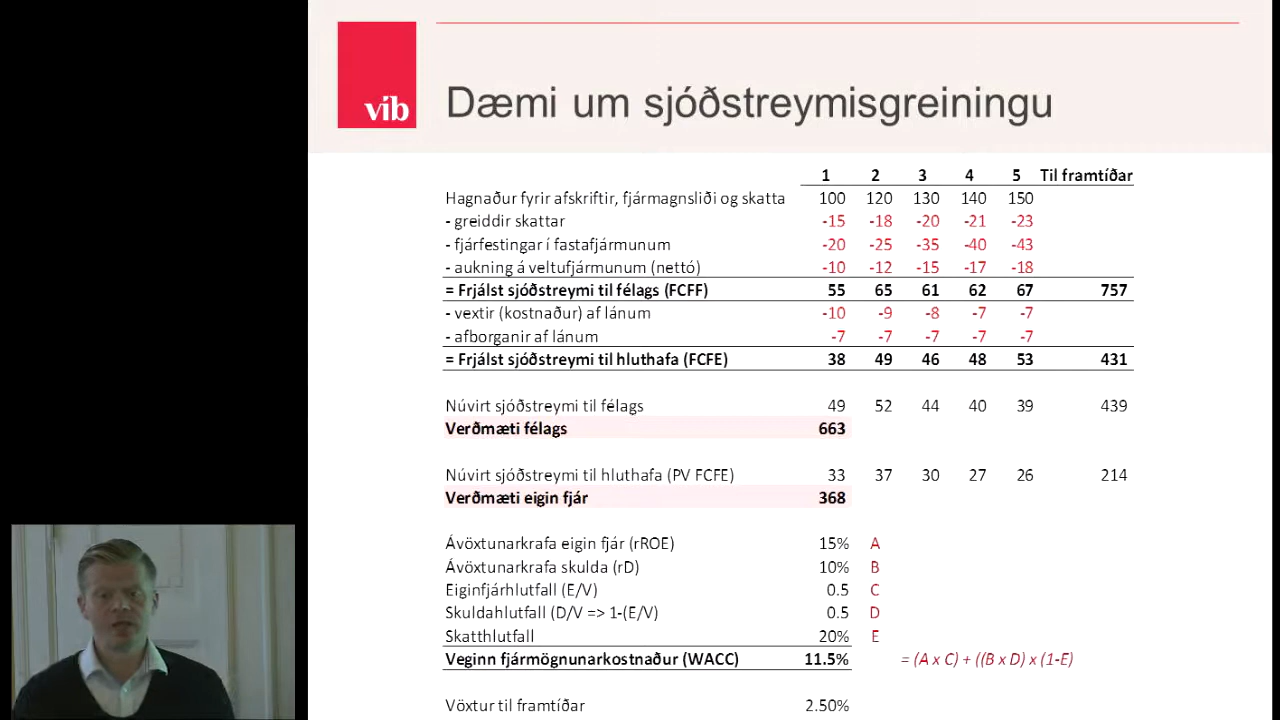 víb
Dæmi um sjóðstreymisgreiningu
1 2 3 4 5 Til framtíðar
Hagnaður fyrir afskriftir, fjármagnsliði og skatta 100 120 130 140 150
- greiddir skattar -15 -18 -20 -21 -23
- fjárfestingar í fastafjármunum -20 -25 -35 -40 -43
- aukning á veltufjármunum (nettó) -10 -12 -15 -17 -18
= Frjálst sjóðstreymi til félags (FCFF) 55 65 61 62 67 757
- vextir (kostnaður) af lánum -10 -9 -8 -7 -7
- afborganir af lánum -7 -7 -7 -7 -7
= Frjálst sjóðstreymi til hluthafa (FCFE) 38 49 46 48 53 431
Núvirt sjóðstreymi til félags 49 52 44 40 39 439
Verðmæti félags 663
Núvirt sjóðstreymi til hluthafa (PV FCFE) 33 37 30 27 26 214
Verðmæti eigin fjár 368
Ávöxtunarkrafa eigin fjár (rROE) 15% A
Ávöxtunarkrafa skulda (rD) 10% B
Eiginfjárhlutfall (E/V) 0.5 C
Skuldahlutfall (D/V => 1-(E/V) 0.5 D
Skatthlutfall 20% E
Veginn fjármögnunarkostnaður (WACC) 11.5% = (A x C) + ((B x D) x (1-E)
Vöxtur til framtíðar 2.50%